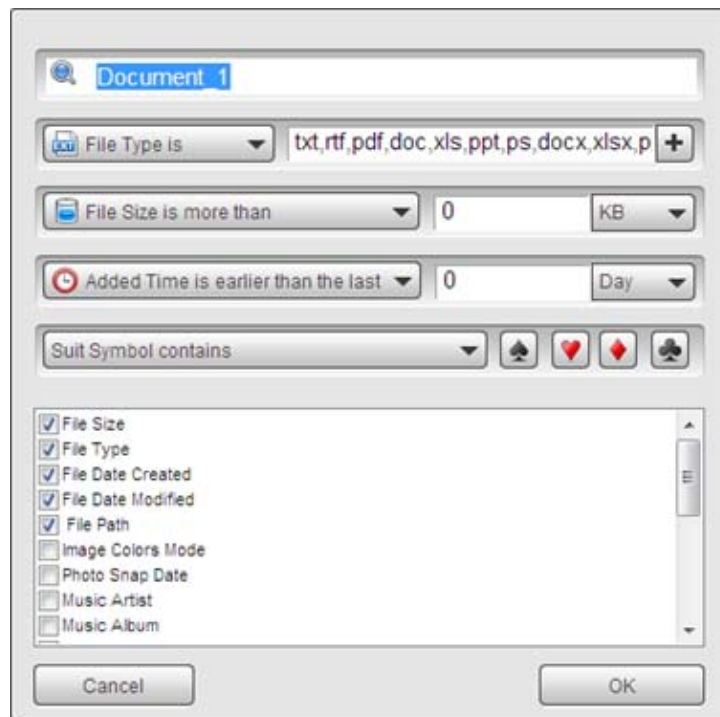 Document_1
File Type is txt,rtf,pdf,doc,xls,ppt,ps,docx,xlsx,p
File Size is more than 0 KB
Added Time is earlier than the last 0 Day
Suit Symbol contains
File Size
File Type
File Date Created
File Date Modified
File Path
Image Colors Mode
Photo Snap Date
Music Artist
Music Album
Cancel OK